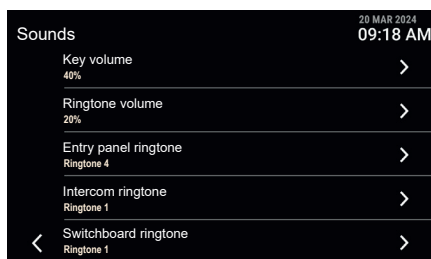 20 MAR 2024
Sounds
09:18 AM
Key volume
40%
Ringtone volume
20%
Entry panel ringtone
Ringtone 4
Intercom ringtone
Ringtone 1
Switchboard ringtone
Ringtone 1